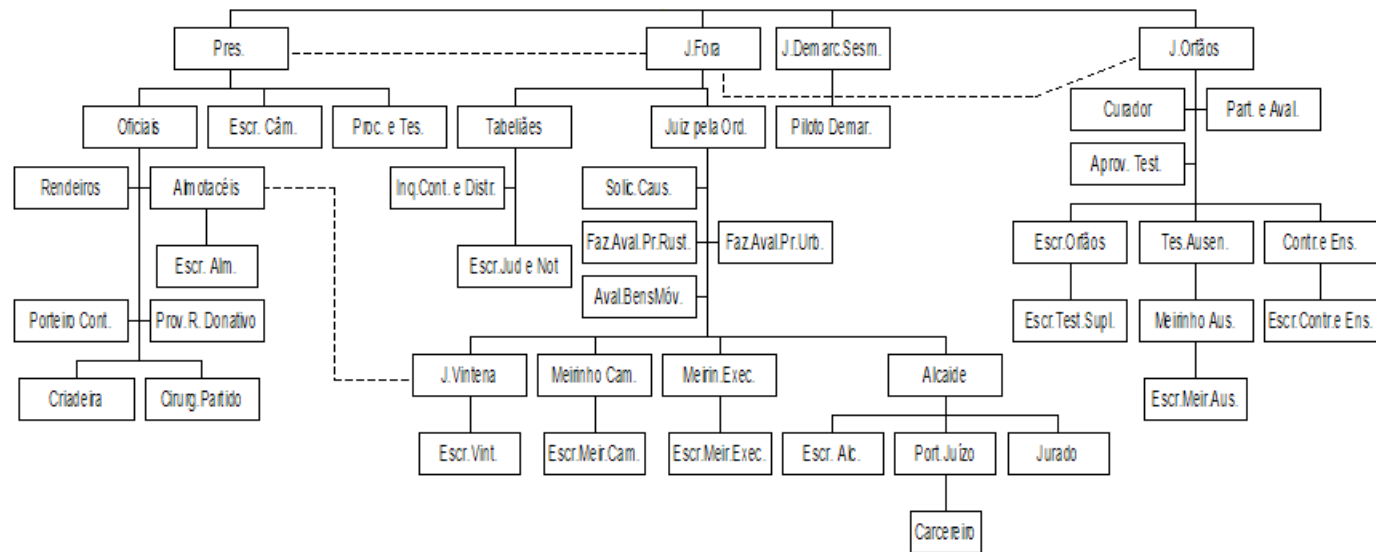 Pres.
J.Fora
J.Demarc.Sesm.
J.Orfãos
Curador
Part. e Aval.
Oficiais
Escr. Câm.
Proc. e Tes.
Tabeliães
Juiz pela Ord.
Piloto Demar.
Aprov. Test.
Rendeiros
Almotacéis
Inq.Cont. e Distr.
Solic.Caus.
Faz.Aval.Pr.Rust.
Faz.Aval.Pr.Urb.
Escr.Orfãos
Tes.Ausen.
Contr.e Ens.
Escr. Alm.
Escr.Jud e Not
Aval.BensMóv.
Porteiro Cont.
Prov.R. Donativo
Escr.Test.Supl.
Meirinho Aus.
Escr.Contr.e Ens.
Criadeira
Cirurg.Partido
J.Vintena
Meirinho Cam.
Meirin.Exec.
Alcaide
Escr.Meir.Aus.
Escr.Vint.
Escr.Meir.Cam.
Escr.Meir.Exec.
Escr. Alc.
Port.Juízo
Jurado
Carcereiro